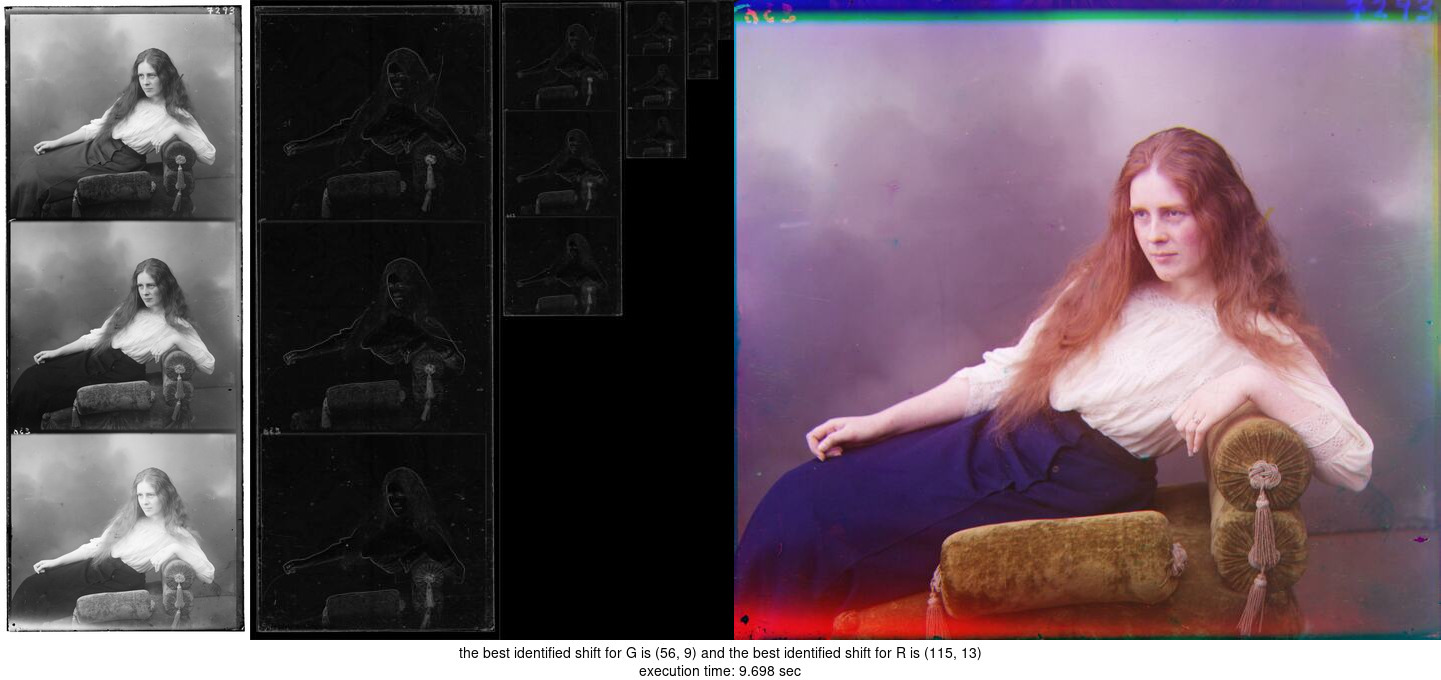 7293
the best identified shift for G is (56, 9) and the best identified shift for R is (115, 13)
execution time: 9.698 sec